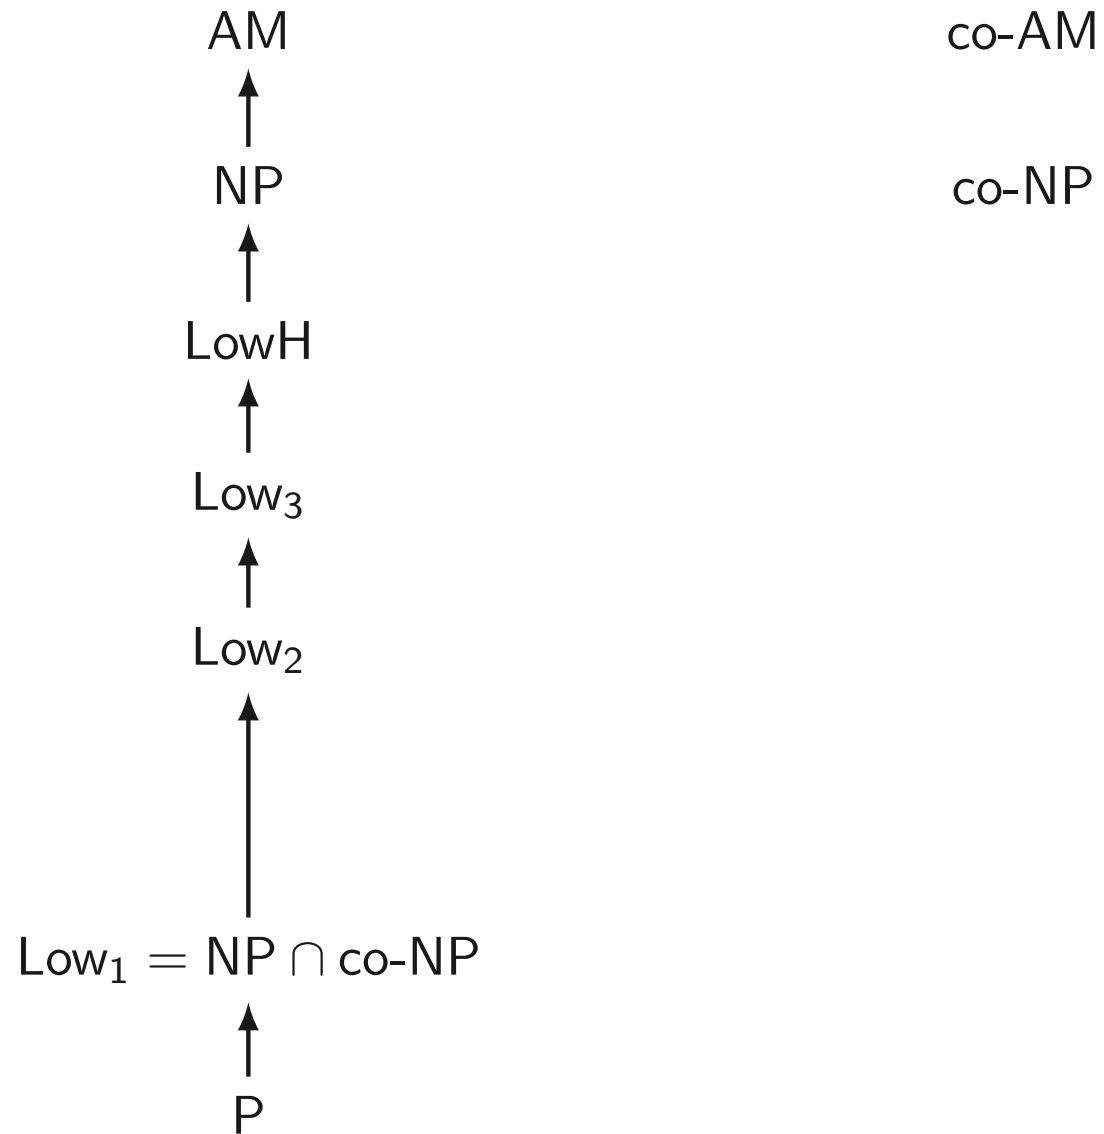 AM co-AM
NP co-NP
LowH
Low₃
Low₂
Low₁ = NP ∩ co-NP
P